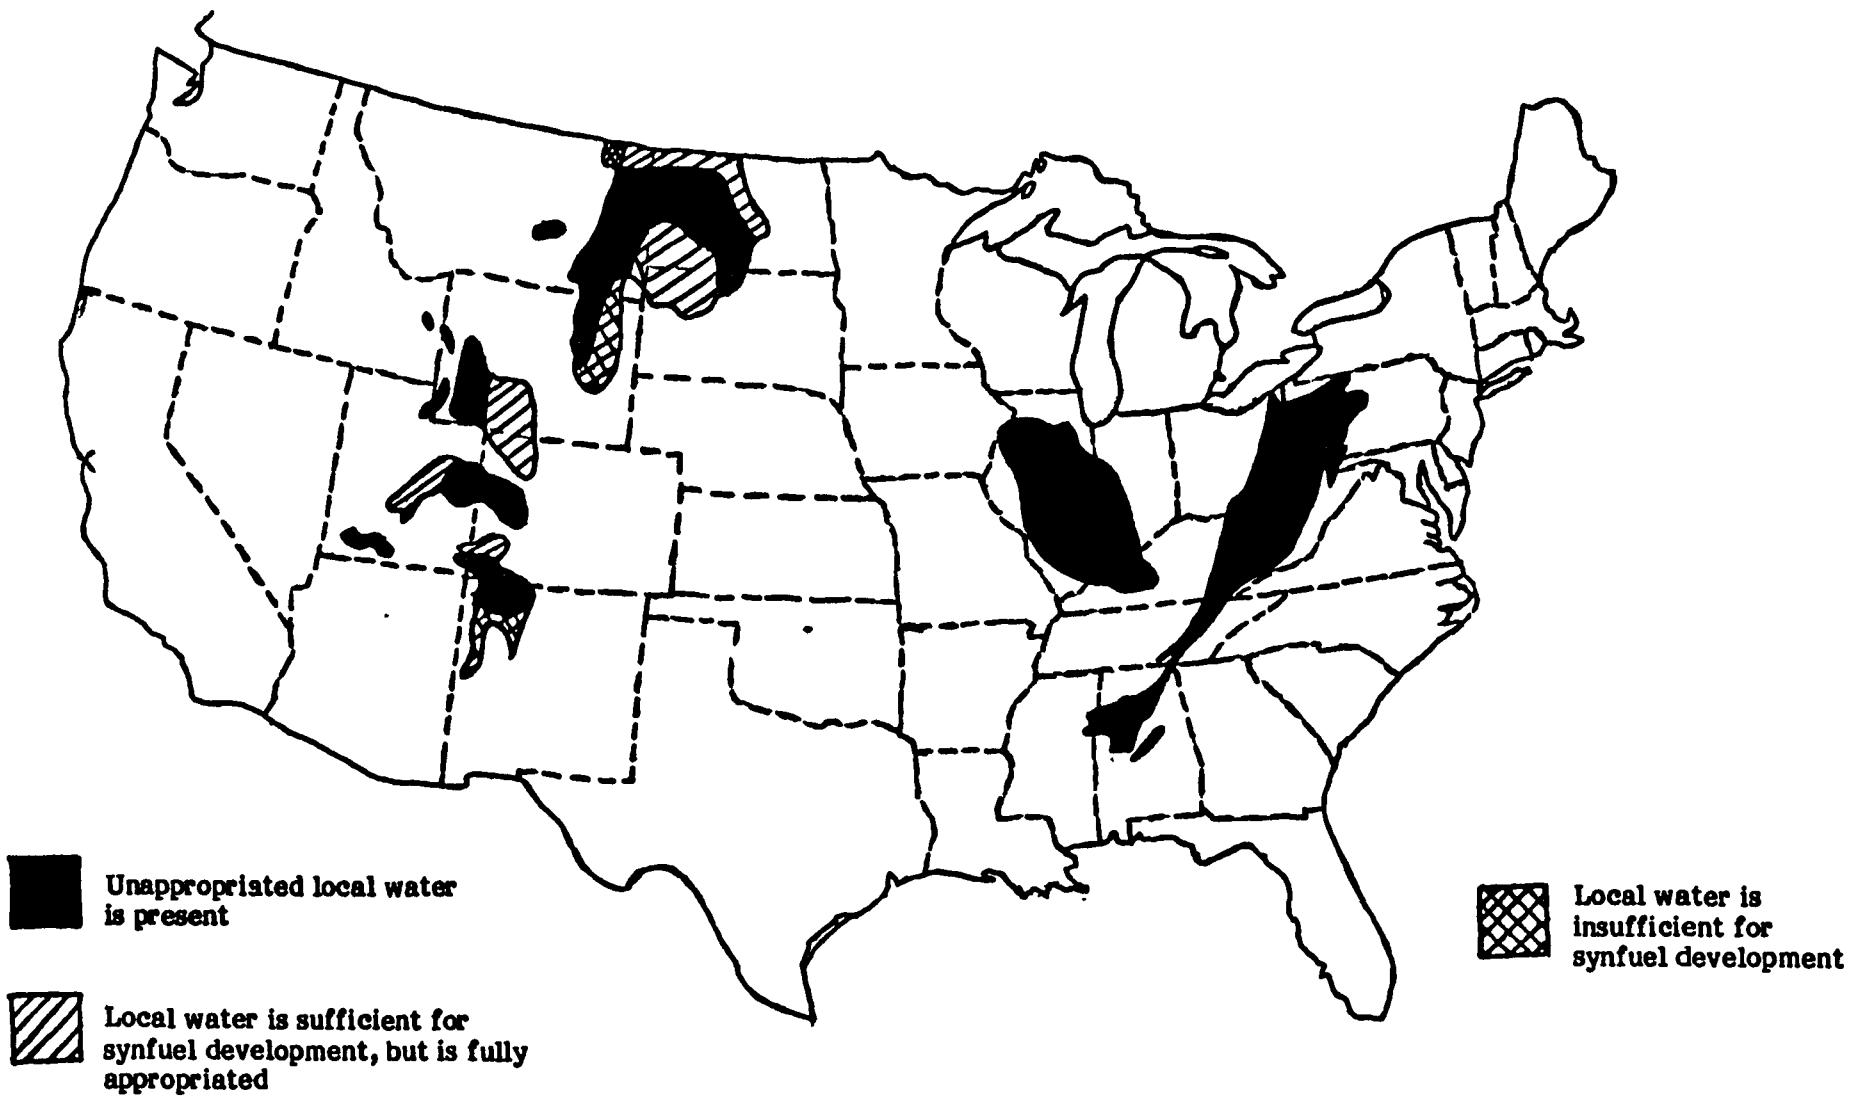 Unappropriated local water
is present
Local water is sufficient for
synfuel development, but is fully
appropriated
Local water is
insufficient for
synfuel development